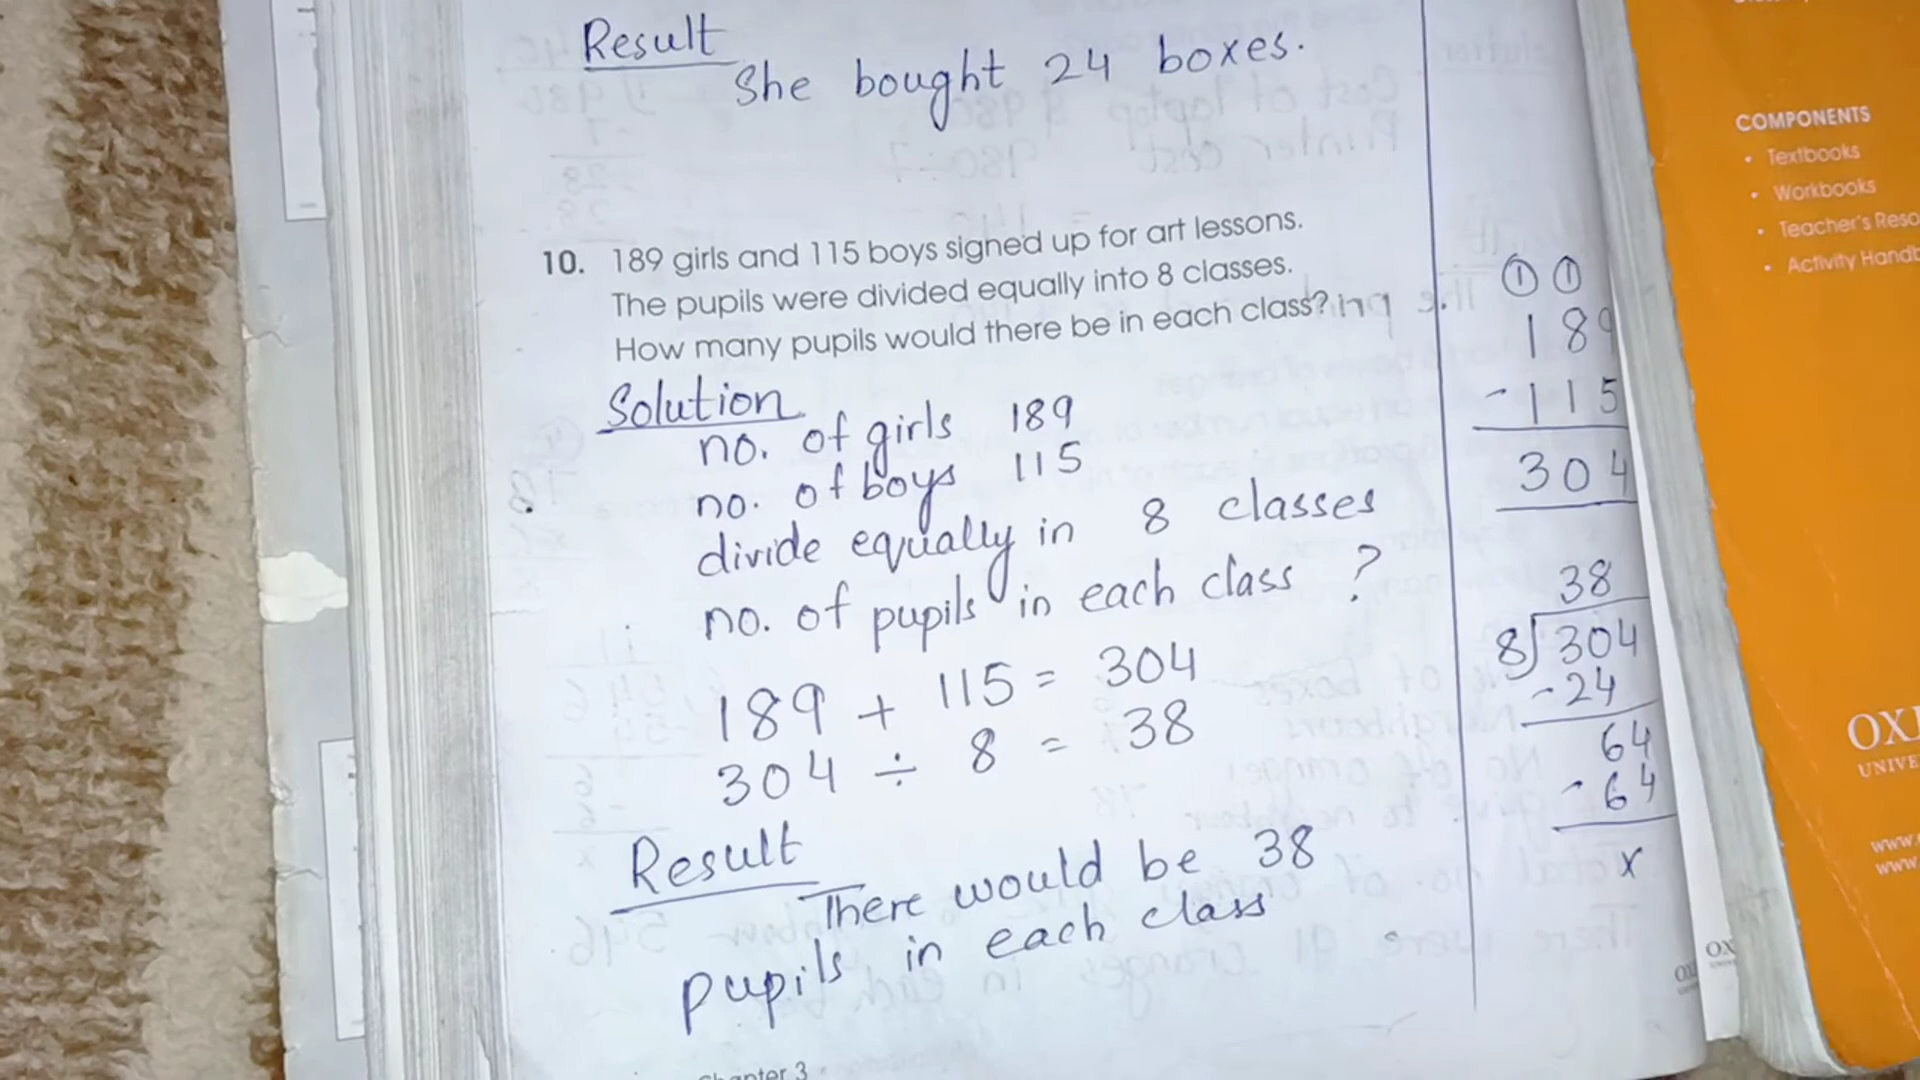 Result
She bought 24 boxes.
10. 189 girls and 115 boys signed up for art lessons.
The pupils were divided equally into 8 classes.
How many pupils would there be in each class?
Solution
no. of girls 189
no. of boys 115
divide equally in 8 classes
no. of pupils in each class ?
189 + 115 = 304
304 ÷ 8 = 38
Result
There would be 38
pupils in each class
Chapter 3
1 1
189
- 115
304
38
8)304
-24
64
- 64
x
COMPONENTS
• Textbooks
• Workbooks
• Teacher's
• Activity